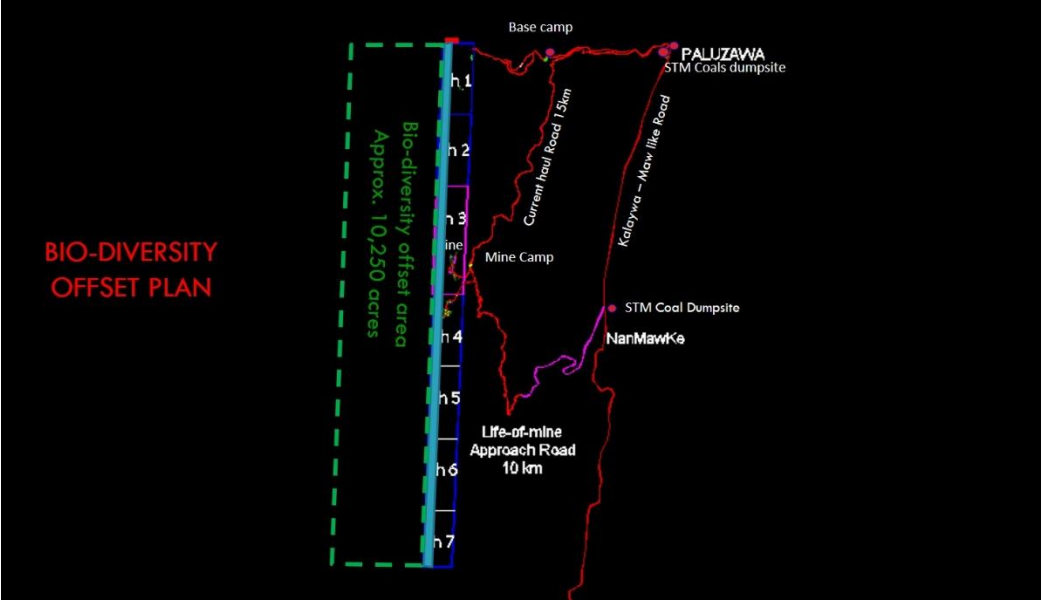 Base camp
PALUZAWA
STM Coals dumpsite
h 1
Bio-diversity offset area
Approx. 10,250 acres
h 2
Current haul Road 15km
Kalaywa – Maw like Road
h 3
BIO-DIVERSITY
OFFSET PLAN
ine
Mine Camp
STM Coal Dumpsite
h 4
NanMawKe
h 5
Life-of-mine
Approach Road
10 km
h 6
h 7